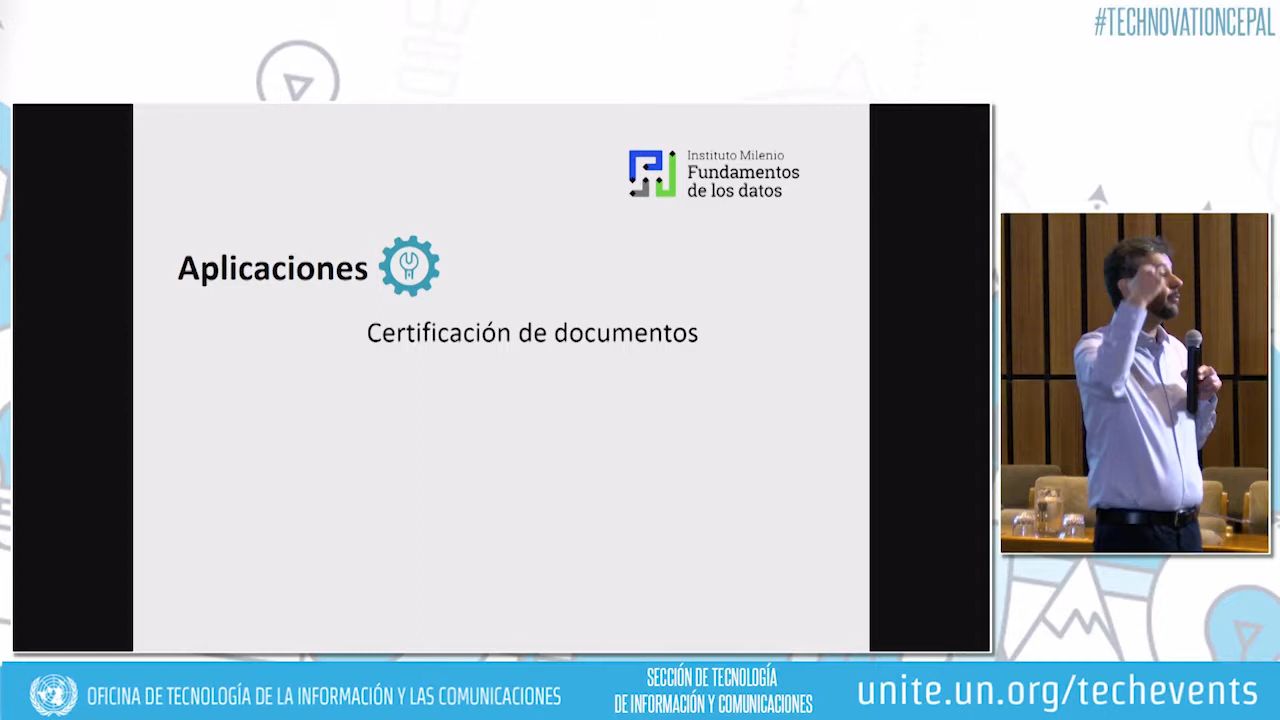 #TECHNOVATIONCEPAL
Instituto Milenio
Fundamentos
de los datos
Aplicaciones
Certificación de documentos
OFICINA DE TECNOLOGÍA DE LA INFORMACIÓN Y LAS COMUNICACIONES
SECCIÓN DE TECNOLOGÍA
DE INFORMACIÓN Y COMUNICACIONES
unite.un.org/techevents